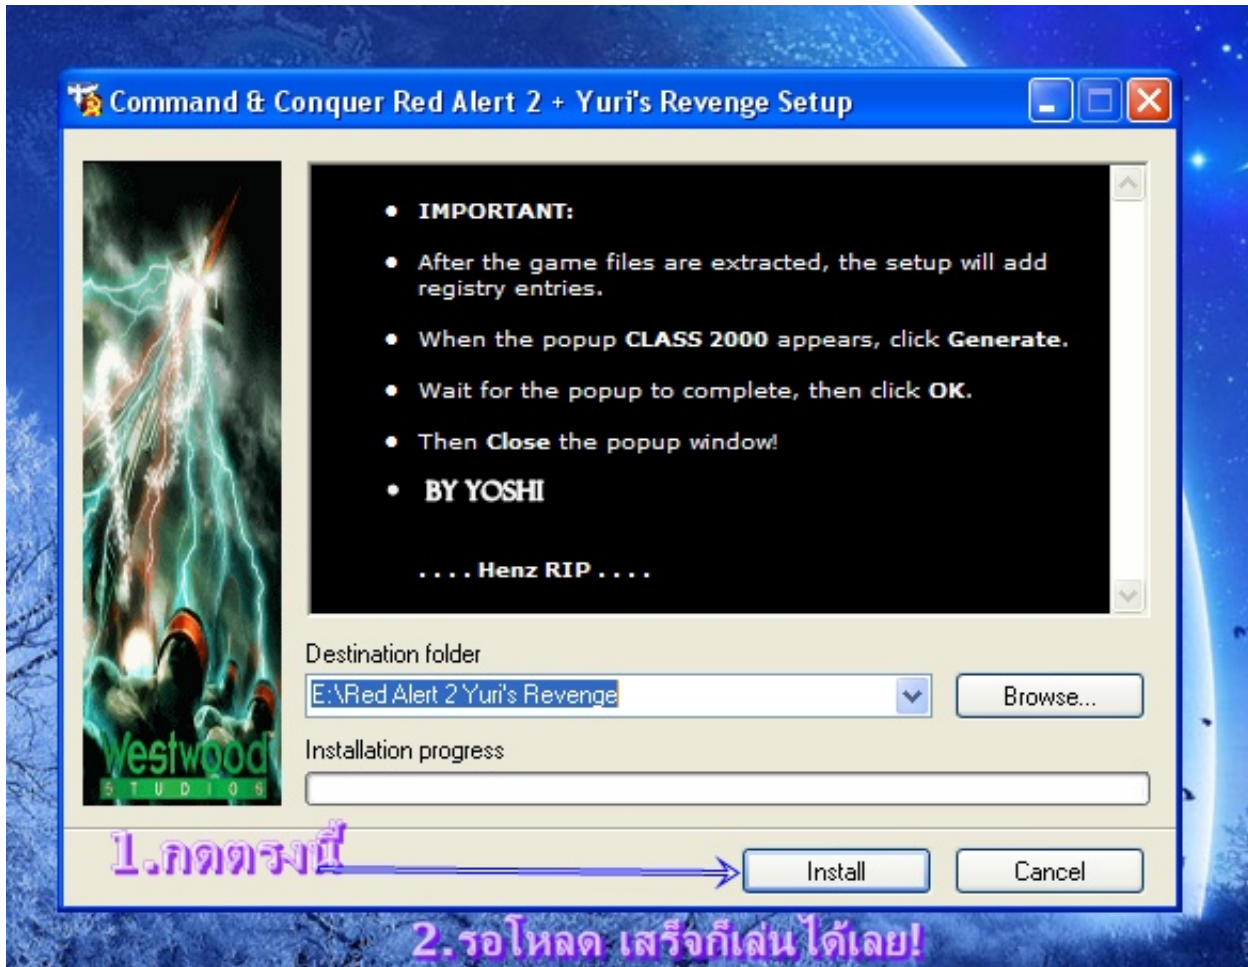 Command & Conquer Red Alert 2 + Yuri's Revenge Setup
IMPORTANT:
After the game files are extracted, the setup will add
registry entries.
When the popup CLASS 2000 appears, click Generate.
Wait for the popup to complete, then click OK.
Then Close the popup window!
BY YOSHI
. . . . Henz RIP . . . .
Westwood
STUDIOS
Destination folder
E:\Red Alert 2 Yuri's Revenge
Browse...
Installation progress
1.กดตรงนี้
Install
Cancel
2.รอโหลด เสร็จก็เล่นได้เลย!